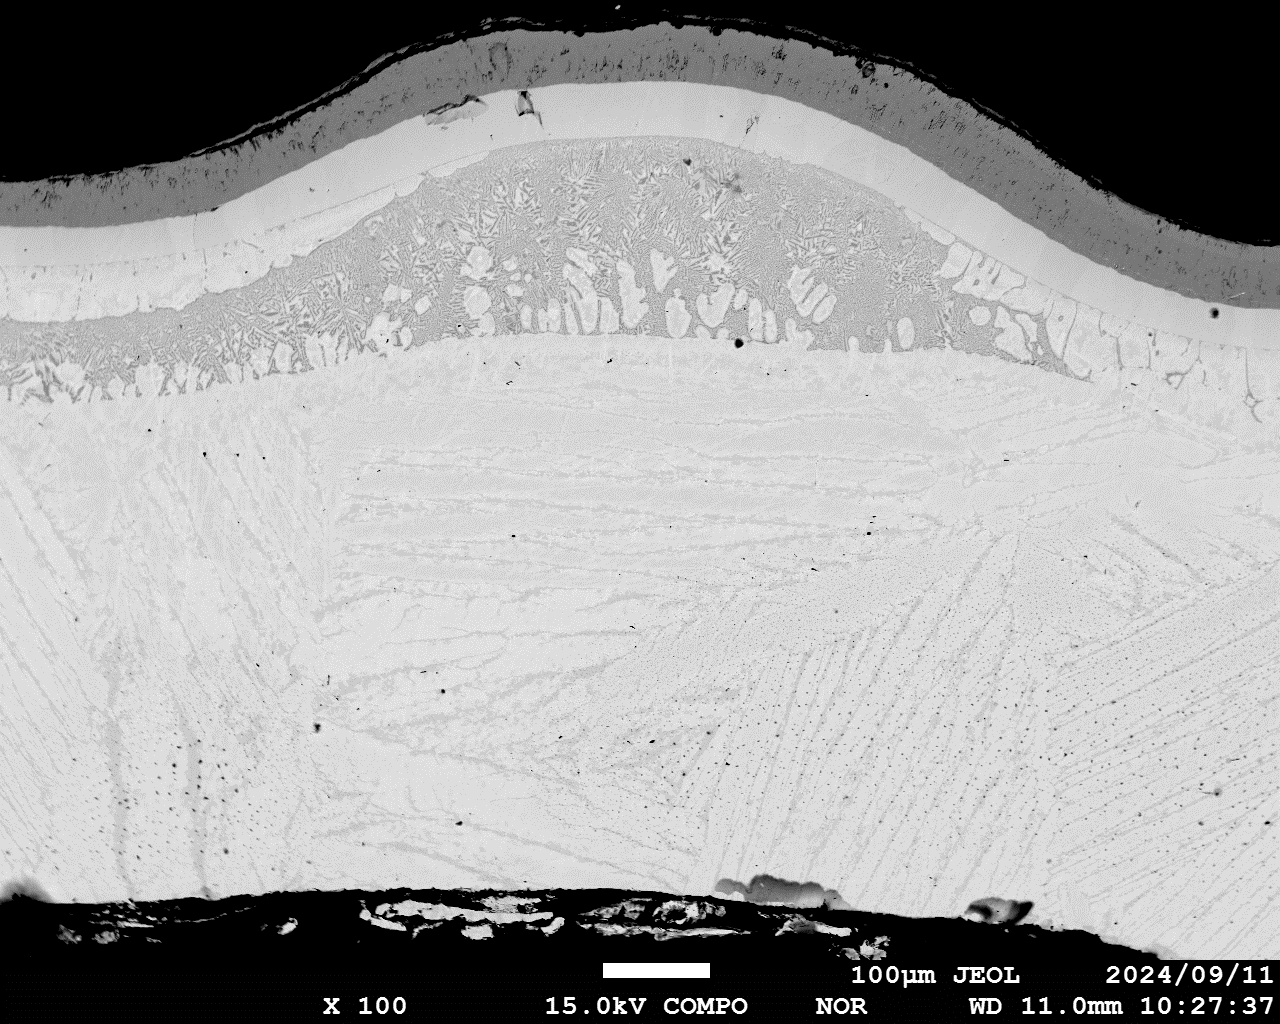 100μm JEOL 2024/09/11
X 100 15.0kV COMPO NOR WD 11.0mm 10:27:37